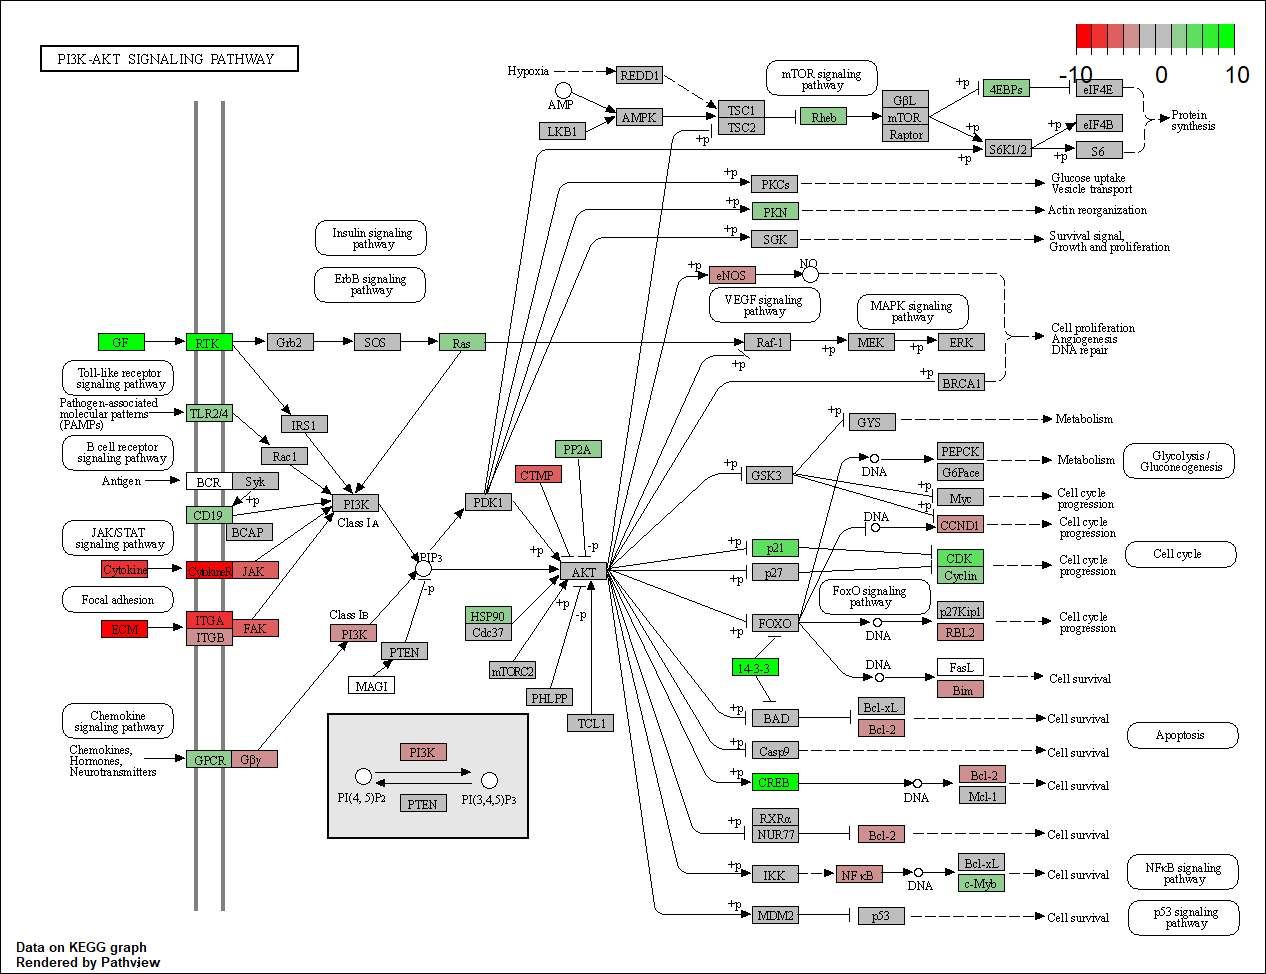 PI3K-AKT SIGNALING PATHWAY
-10 0 10
Hypoxia
REDD1
mTOR signaling
pathway
+p
4EBPs
eIF4E
AMP
LKB1
AMPK
TSC1
TSC2
+p
Rheb
GβL
mTOR
Raptor
+p
+p
S6K1/2
+p
+p
eIF4B
S6
Protein
synthesis
+p
PKCs
Glucose uptake
Vesicle transport
+p
PKN
Actin reorganization
+p
SGK
Survival signal,
Growth and proliferation
Insulin signaling
pathway
ErbB signaling
pathway
+p
eNOS
NO
VEGF signaling
pathway
MAPK signaling
pathway
GF
RTK
Grb2
SOS
Ras
Raf-1
+p
MEK
+p
ERK
+p
Cell proliferation
Angiogenesis
DNA repair
+p
BRCA1
Toll-like receptor
signaling pathway
Pathogen-associated
molecular patterns
(PAMPs)
TLR2/4
IRS1
Rac1
B cell receptor
signaling pathway
Antigen
BCR
Syk
+p
CD19
BCAP
PI3K
Class IA
JAK/STAT
signaling pathway
Cytokine
CytokineR
JAK
Focal adhesion
ECM
ITGA
ITGB
FAK
Class IB
PI3K
PTEN
MAGI
PIP3
-p
PDK1
CTMP
PP2A
+p
-p
AKT
HSP90
Cdc37
+p
-p
mTORC2
PHLPP
TCL1
Chemokine
signaling pathway
Chemokines,
Hormones,
Neurotransmitters
GPCR
Gβγ
PI3K
PI(4, 5)P2
PI(3,4,5)P3
PTEN
+p
GYS
Metabolism
+p
GSK3
DNA
PEPCK
G6Pace
Metabolism
Glycolysis /
Gluconeogenesis
+p
Myc
Cell cycle
progression
+p
DNA
CCND1
Cell cycle
progression
+p
p21
+p
p27
CDK
Cyclin
Cell cycle
progression
Cell cycle
FoxO signaling
pathway
+p
FOXO
DNA
p27Kip1
RBL2
Cell cycle
progression
14-3-3
DNA
FasL
Bim
Cell survival
+p
BAD
Bcl-xL
Bcl-2
Cell survival
Apoptosis
+p
Casp9
Cell survival
+p
CREB
DNA
Bcl-2
Mcl-1
Cell survival
+p
RXRα
NUR77
Bcl-2
Cell survival
+p
IKK
NFκB
DNA
Bcl-xL
c-Myb
Cell survival
NFκB signaling
pathway
+p
MDM2
p53
Cell survival
p53 signaling
pathway
Data on KEGG graph
Rendered by Pathview